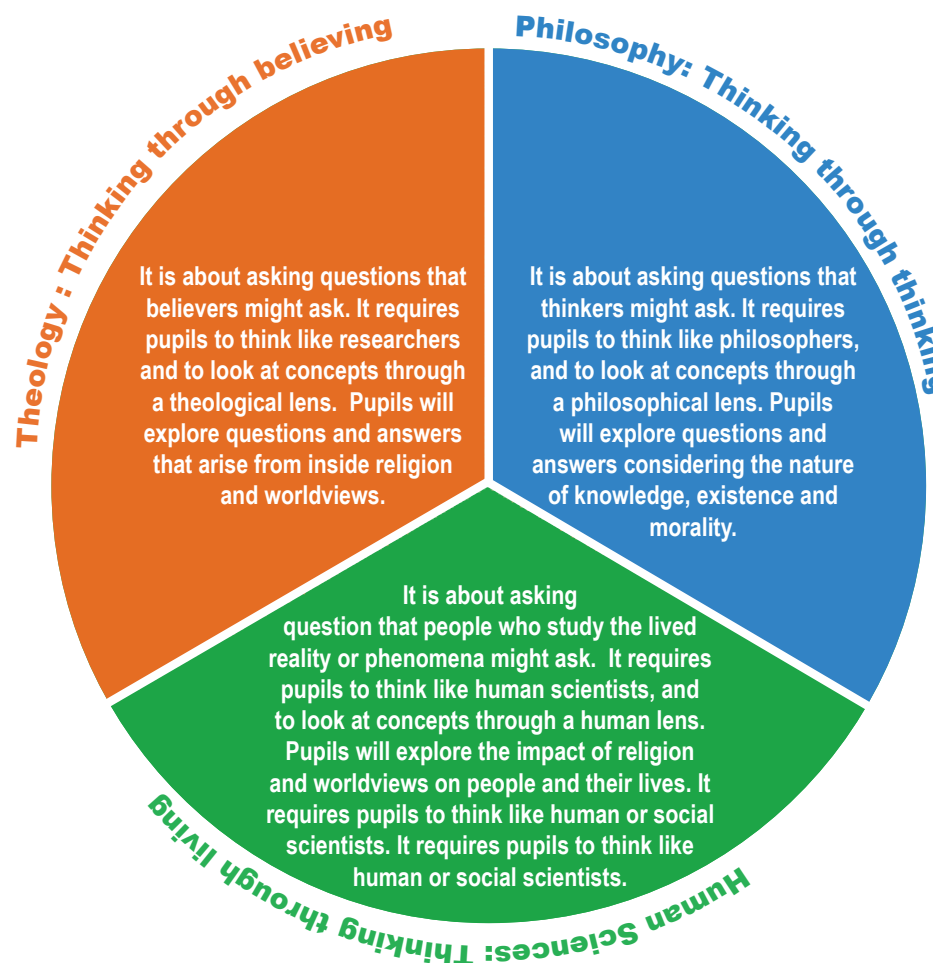 Theology : Thinking through believing
It is about asking questions that
believers might ask. It requires
pupils to think like researchers
and to look at concepts through
a theological lens.  Pupils will
explore questions and answers
that arise from inside religion
and worldviews.
Philosophy: Thinking through thinking
It is about asking questions that
thinkers might ask. It requires
pupils to think like philosophers,
and to look at concepts through
a philosophical lens. Pupils
will explore questions and
answers considering the nature
of knowledge, existence and
morality.
It is about asking
question that people who study the lived
reality or phenomena might ask.  It requires
pupils to think like human scientists, and
to look at concepts through a human lens.
Pupils will explore the impact of religion
and worldviews on people and their lives. It
requires pupils to think like human or social
scientists. It requires pupils to think like
human or social scientists.
Human Sciences: Thinking through living